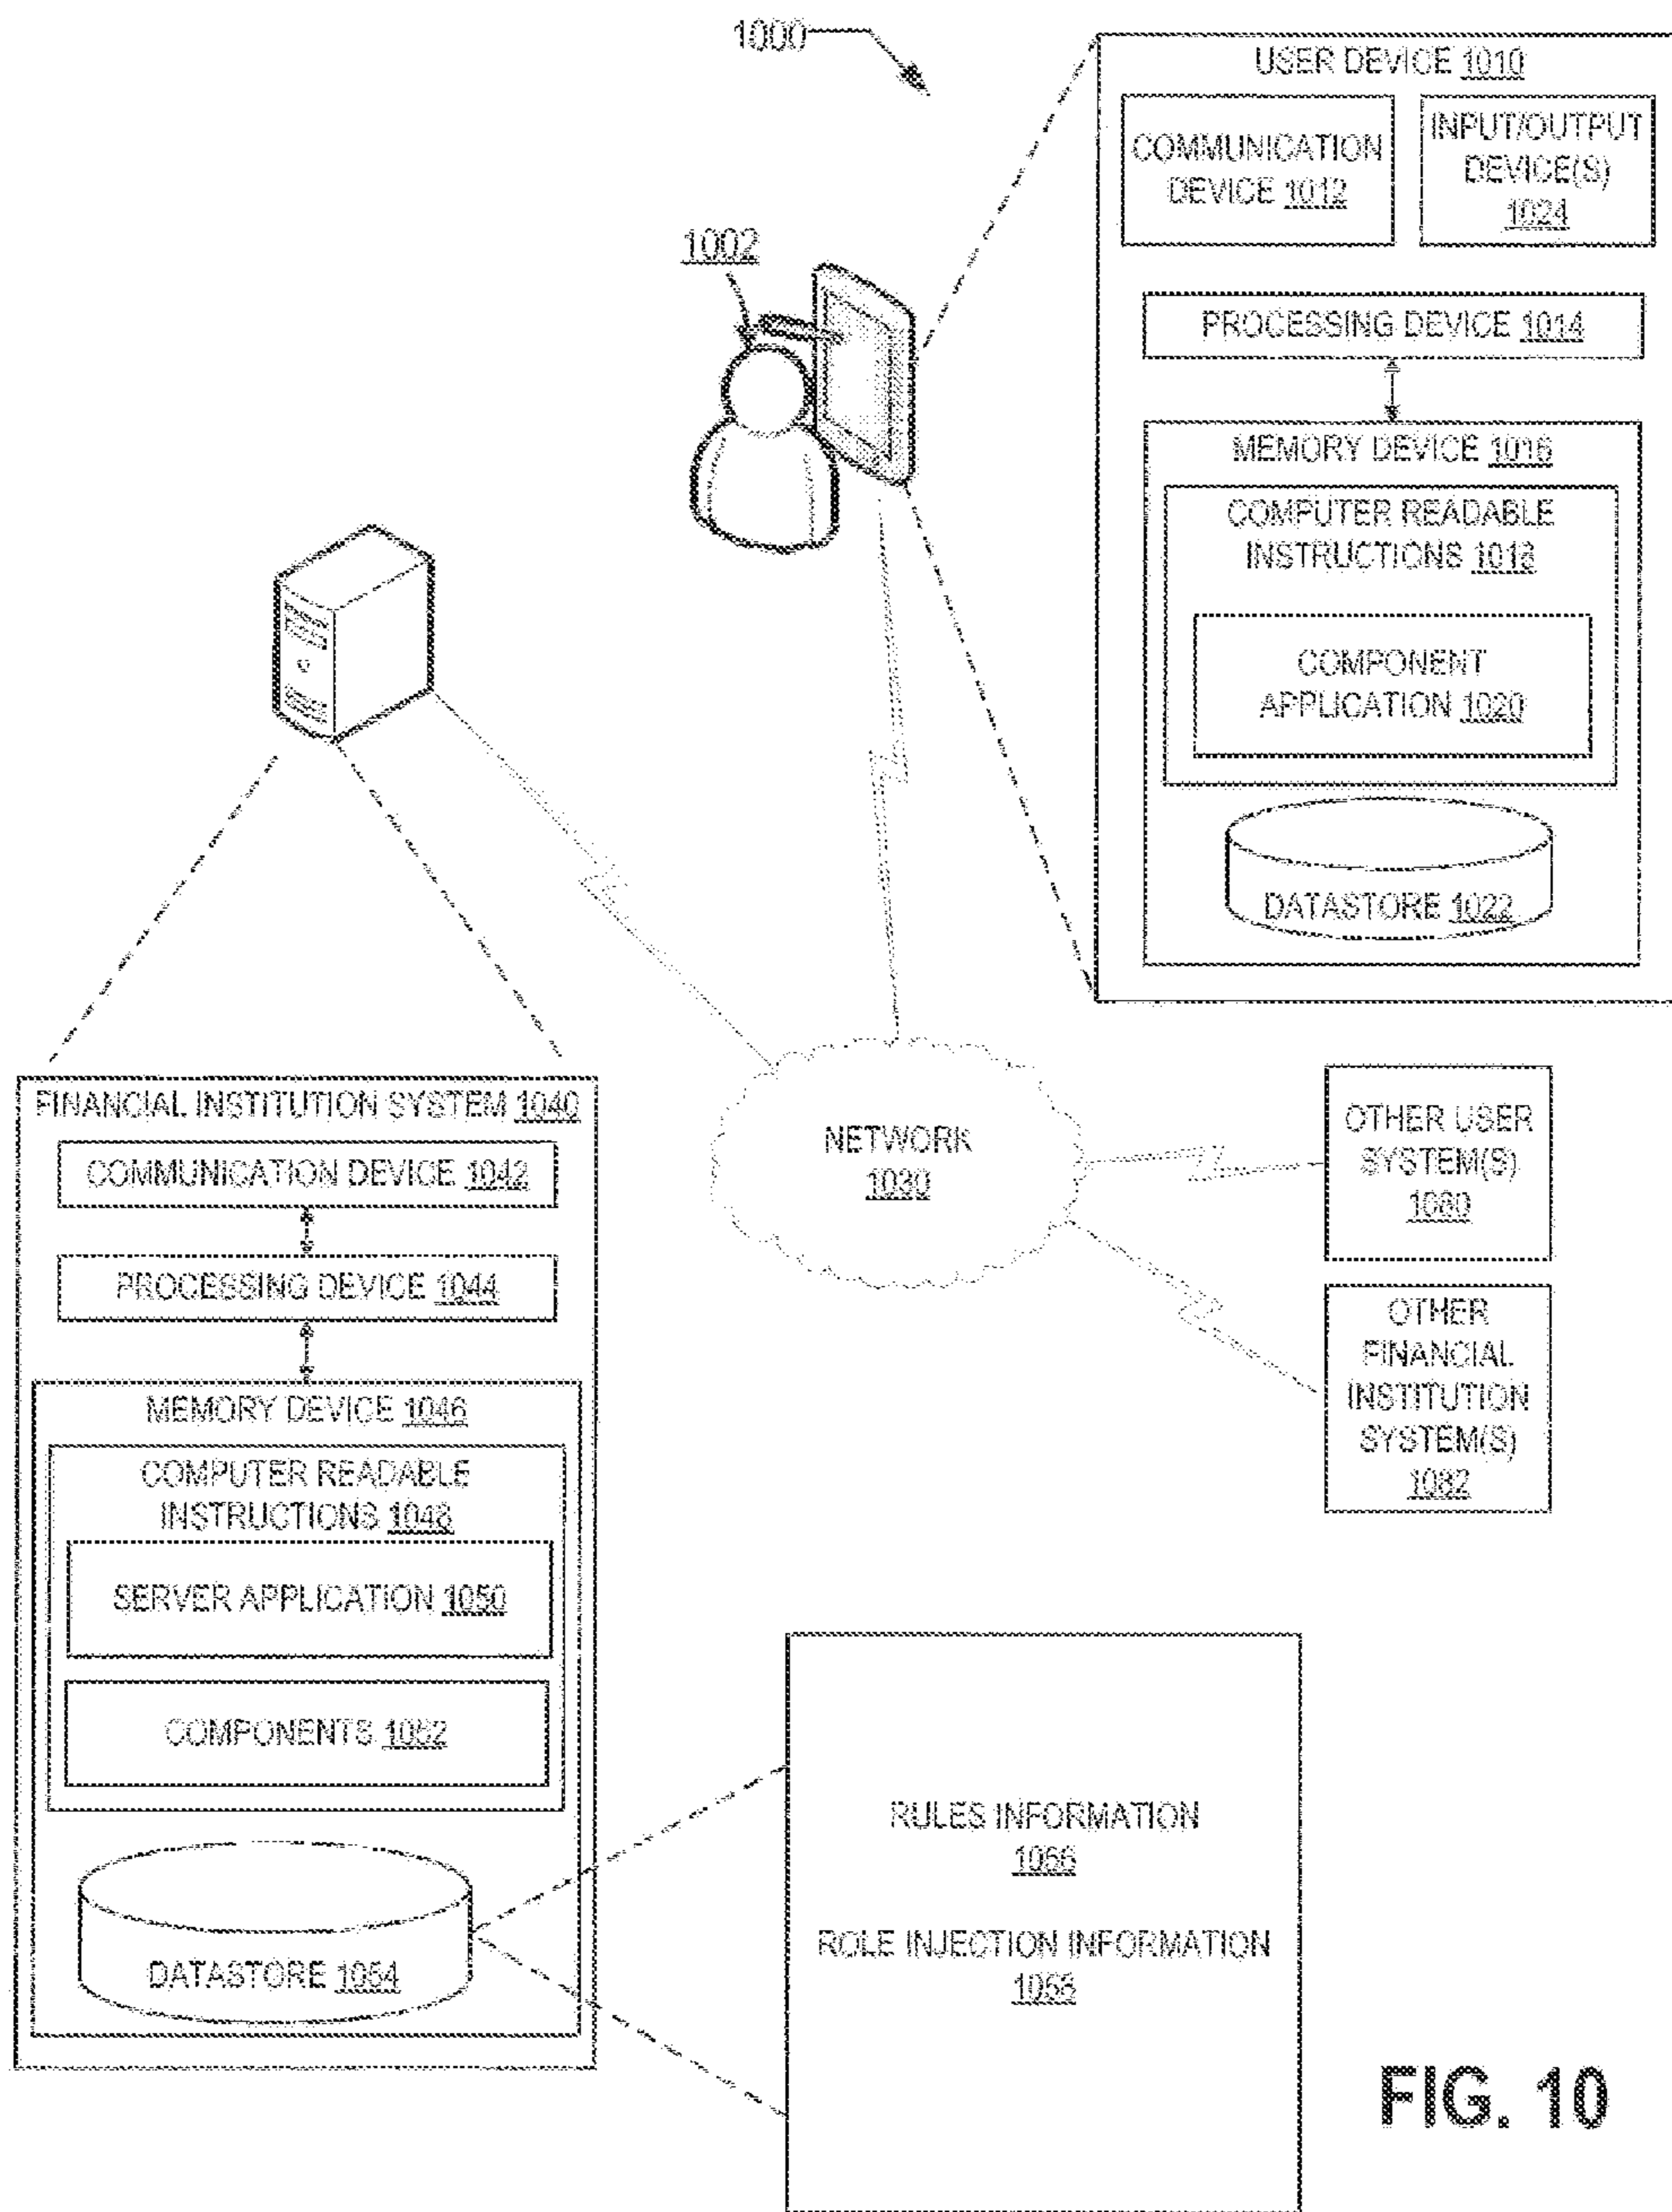 1000
USER DEVICE 1010
COMMUNICATION
DEVICE 1012
INPUT/OUTPUT
DEVICE(S)
1024
1002
PROCESSING DEVICE 1014
MEMORY DEVICE 1016
COMPUTER READABLE
INSTRUCTIONS 1018
COMPONENT
APPLICATION 1020
DATASTORE 1022
FINANCIAL INSTITUTION SYSTEM 1040
COMMUNICATION DEVICE 1042
PROCESSING DEVICE 1044
MEMORY DEVICE 1046
COMPUTER READABLE
INSTRUCTIONS 1048
SERVER APPLICATION 1050
COMPONENTS 1052
DATASTORE 1054
NETWORK
1030
OTHER USER
SYSTEM(S)
1080
OTHER
FINANCIAL
INSTITUTION
SYSTEM(S)
1082
RULES INFORMATION
1056
ROLE INJECTION INFORMATION
1058
FIG. 10